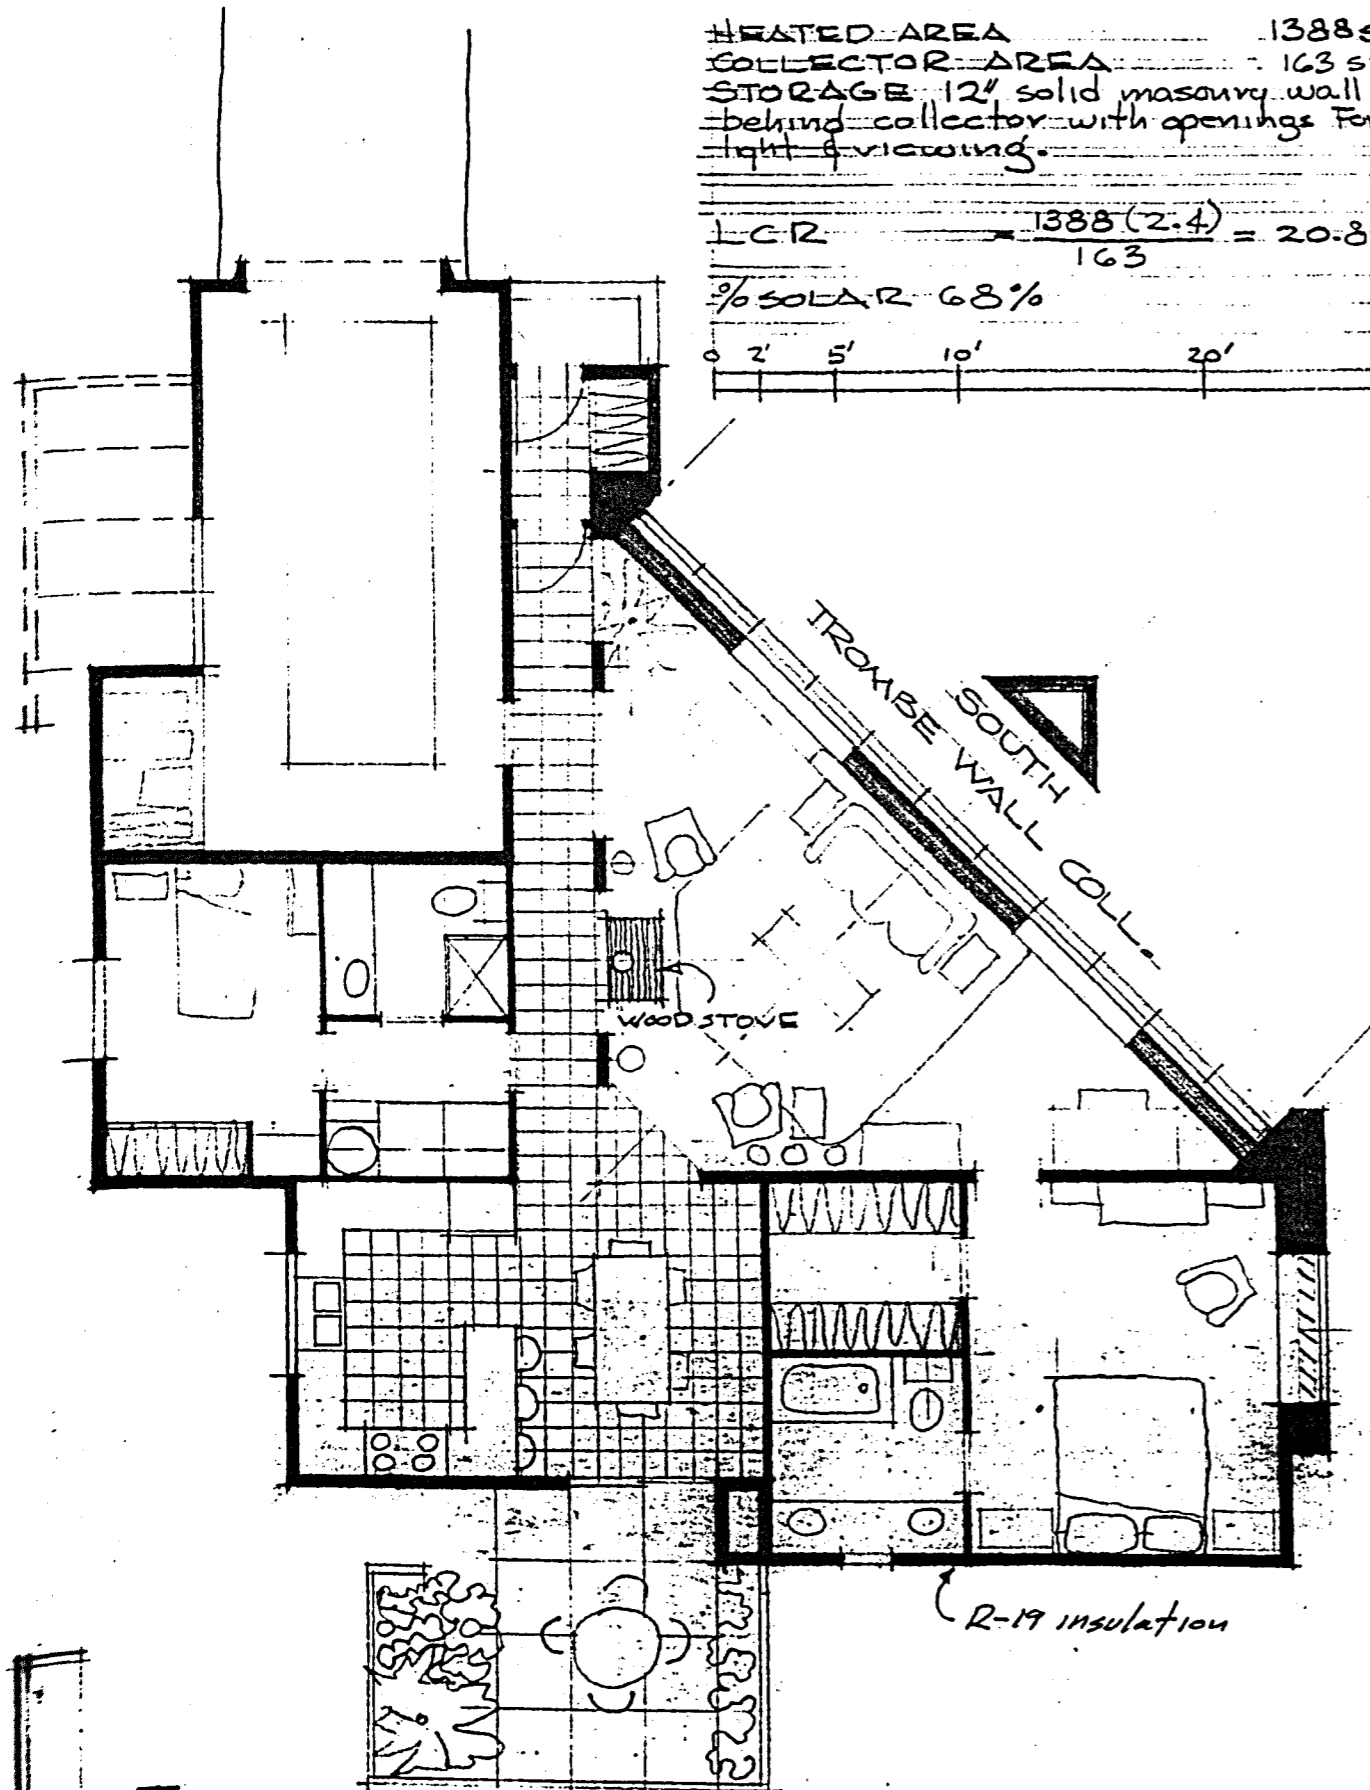 HEATED AREA 1388 s
COLLECTOR AREA 163 s
STORAGE 12" solid masonry wall
behind collector with openings For
light & viewing.
LCR = 1388 (2.4) / 163 = 20.8
% SOLAR 68%
0 2' 5' 10' 20'
TROMBE WALL COLL.
SOUTH
WOODSTOVE
R-19 insulation